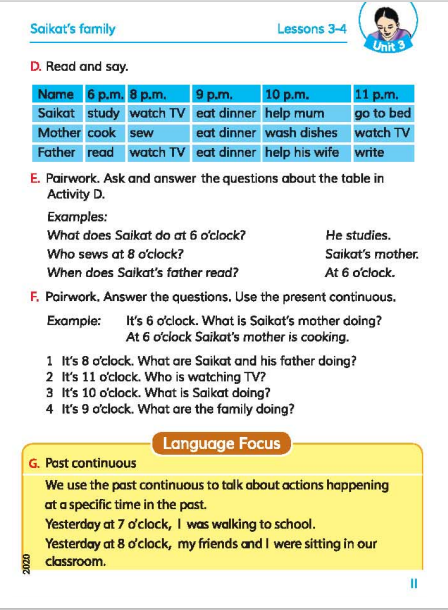 Saikat's family
Lessons 3-4
Unit 3
D. Read and say.
Name 6 p.m. 8 p.m. 9 p.m. 10 p.m. 11 p.m.
Saikat study watch TV eat dinner help mum go to bed
Mother cook sew eat dinner wash dishes watch TV
Father read watch TV eat dinner help his wife write
E. Pairwork. Ask and answer the questions about the table in
Activity D.
Examples:
What does Saikat do at 6 o'clock? He studies.
Who sews at 8 o'clock? Saikat's mother.
When does Saikat's father read? At 6 o'clock.
F. Pairwork. Answer the questions. Use the present continuous.
Example: It's 6 o'clock. What is Saikat's mother doing?
At 6 o'clock Saikat's mother is cooking.
1 It's 8 o'clock. What are Saikat and his father doing?
2 It's 11 o'clock. Who is watching TV?
3 It's 10 o'clock. What is Saikat doing?
4 It's 9 o'clock. What are the family doing?
Language Focus
G. Past continuous
We use the past continuous to talk about actions happening
at a specific time in the past.
Yesterday at 7 o'clock, I was walking to school.
Yesterday at 8 o'clock, my friends and I were sitting in our
classroom.
2020
11